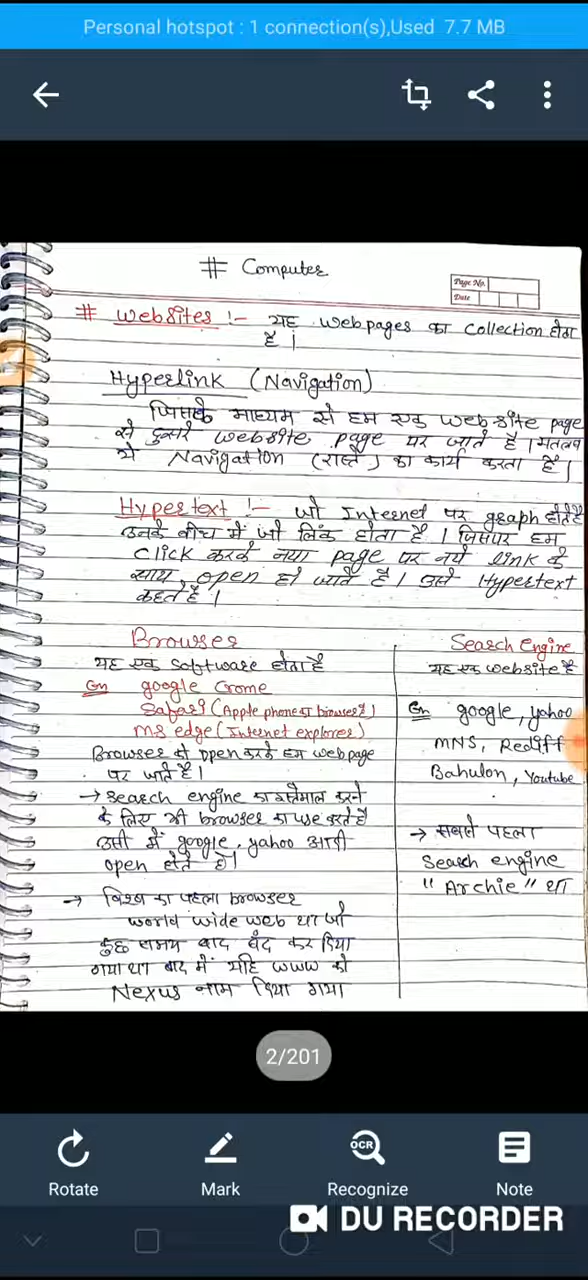 Personal hotspot : 1 connection(s),Used 7.7 MB
# Computer
Page No.
Date
# Websites :- यह webpages का collection होता
है ।
Hyperlink (Navigation)
जिसके माध्यम से हम एक website page
से दुसरे website page पर जाते है । मतलब
ये Navigation (रास्ते) का कार्य करता है ।
Hypertext :- जो Internet पर graph होते है
उनके बीच में जो लिंक होता है । जिसपर हम
click करके नया page पर नये link के
साथ open हो जाते है । उसे Hypertext
कहते है ।
Browser
यह एक software होता है
En google Crome
Safari (Apple phone का browser है)
MS edge (Internet explorer)
Browser को open करके हम webpage
पर जाते है ।
→ Search engine का इस्तेमाल करने
के लिए भी browser का use करते है
उसी में google, yahoo आदी
open होते है ।
→ विश्व का पहला browser
world wide web था जो
कुछ समय बाद बंद कर दिया
गया था बाद में यहि www को
Nexus नाम दिया गया
Search Engine
यह एक website है
En google, yahoo
MNS, Rediff
Bahulon, Youtube
→ सबसे पहला
Search engine
"Archie" था
2/201
Rotate
Mark
OCR
Recognize
Note
DU RECORDER